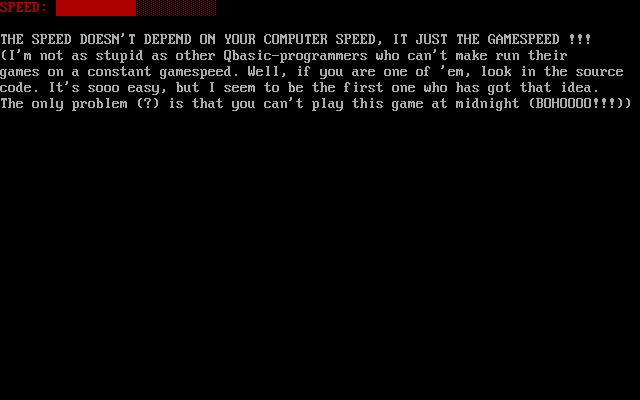 SPEED:
THE SPEED DOESN'T DEPEND ON YOUR COMPUTER SPEED, IT JUST THE GAMESPEED !!!
(I'm not as stupid as other Qbasic-programmers who can't make run their
games on a constant gamespeed. Well, if you are one of 'em, look in the source
code. It's sooo easy, but I seem to be the first one who has got that idea.
The only problem (?) is that you can't play this game at midnight (BOHOOOO!!!))